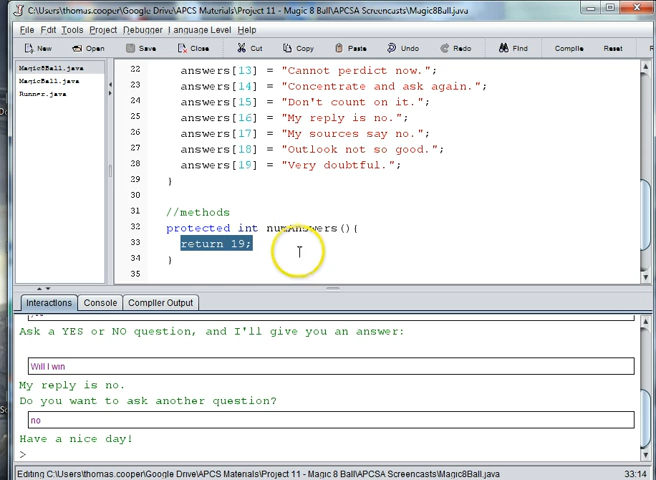 C:\Users\thomas.cooper\Google Drive\APCS Materials\Project 11 - Magic 8 Ball\APCSA Screencasts\Magic8Ball.java
File Edit Tools Project Debugger Language Level Help
New Open Save Close Cut Copy Paste Undo Redo Find Compile Reset
Magic8Ball.java
MagicBall.java
Runner.java
22 answers[13] = "Cannot perdict now.";
23 answers[14] = "Concentrate and ask again.";
24 answers[15] = "Don't count on it.";
25 answers[16] = "My reply is no.";
26 answers[17] = "My sources say no.";
27 answers[18] = "Outlook not so good.";
28 answers[19] = "Very doubtful.";
29 }
30
31 //methods
32 protected int numAnswers(){
33 return 19;
34 }
35
Interactions Console Compiler Output
Ask a YES or NO question, and I'll give you an answer:
Will I win
My reply is no.
Do you want to ask another question?
no
Have a nice day!
>
Editing C:\Users\thomas.cooper\Google Drive\APCS Materials\Project 11 - Magic 8 Ball\APCSA Screencasts\Magic8Ball.java 33:14